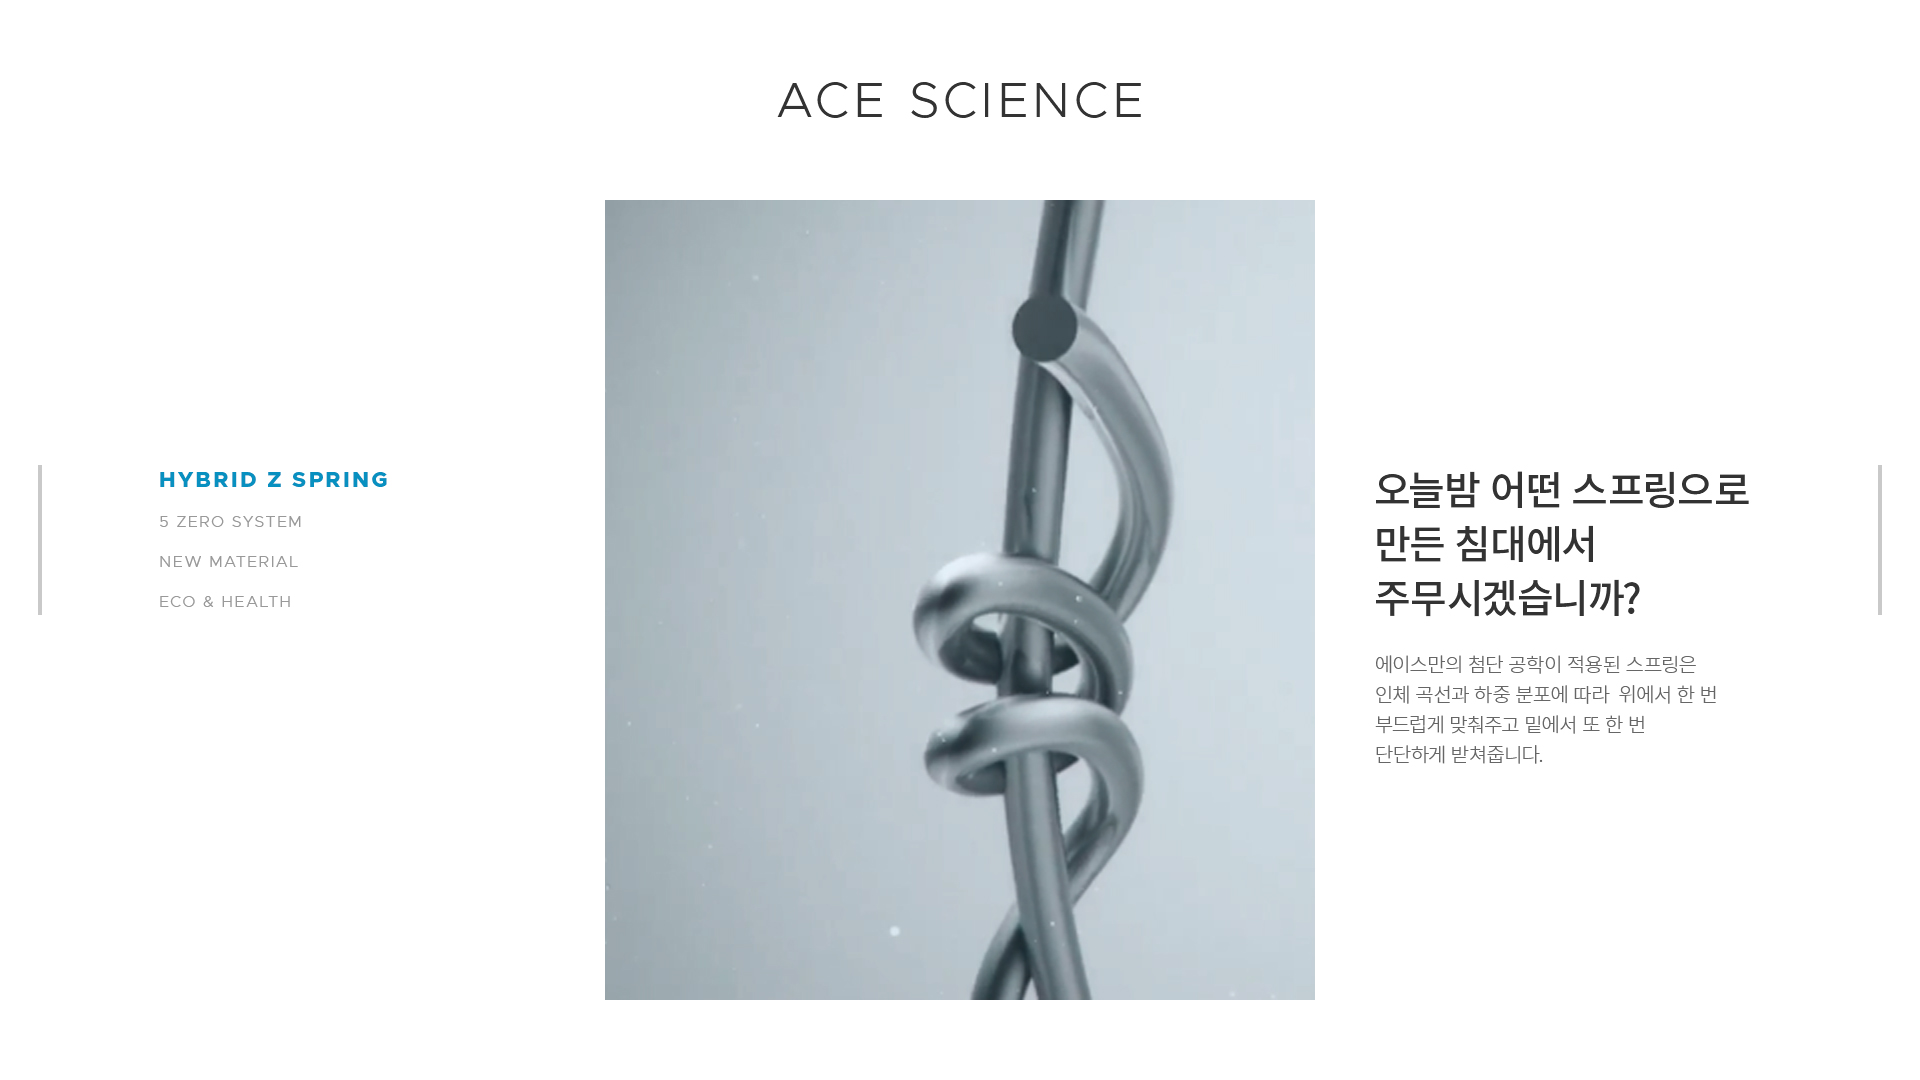 ACE SCIENCE
HYBRID Z SPRING
5 ZERO SYSTEM
NEW MATERIAL
ECO & HEALTH
오늘밤 어떤 스프링으로
만든 침대에서
주무시겠습니까?
에이스만의 첨단 공학이 적용된 스프링은
인체 곡선과 하중 분포에 따라 위에서 한 번
부드럽게 맞춰주고 밑에서 또 한 번
단단하게 받쳐줍니다.